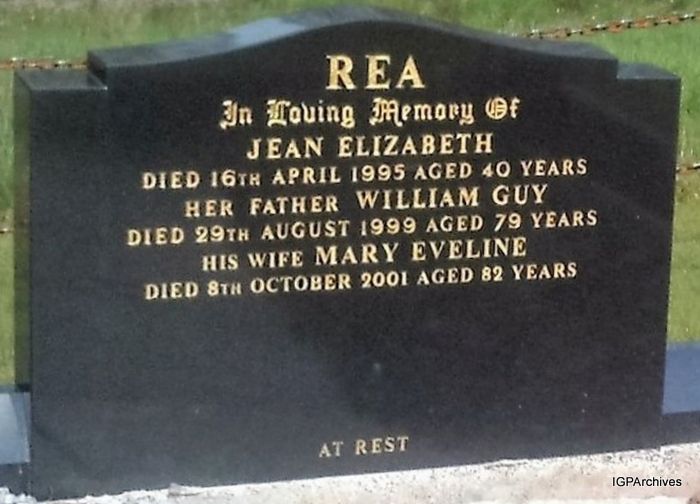 REA
In Loving Memory Of
JEAN ELIZABETH
DIED 16TH APRIL 1995 AGED 40 YEARS
HER FATHER WILLIAM GUY
DIED 29TH AUGUST 1999 AGED 79 YEARS
HIS WIFE MARY EVELINE
DIED 8TH OCTOBER 2001 AGED 82 YEARS
AT REST
IGPArchives